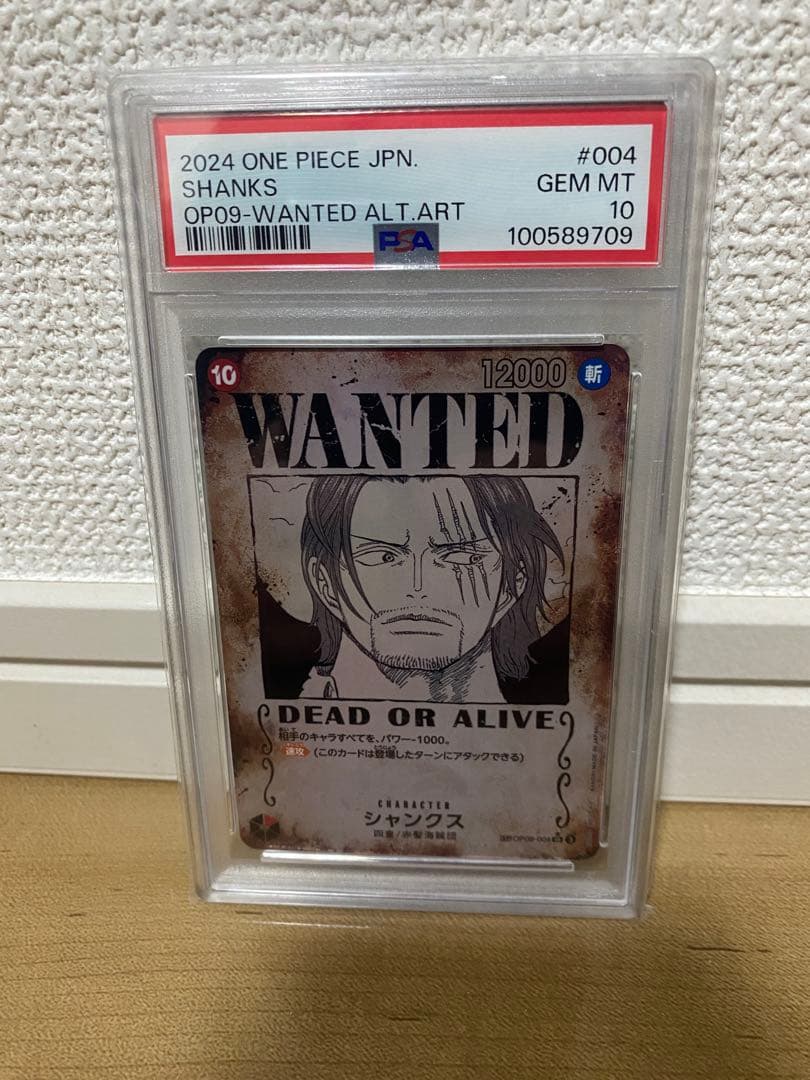 2024 ONE PIECE JPN. #004
SHANKS GEM MT
OP09-WANTED ALT.ART 10
PSA 100589709
10 12000 斬
WANTED
DEAD OR ALIVE
相手のキャラすべてを、パワー-1000。
速攻 (このカードは登場したターンにアタックできる)
CHARACTER
シャンクス
四皇/赤髪海賊団
OP09-004